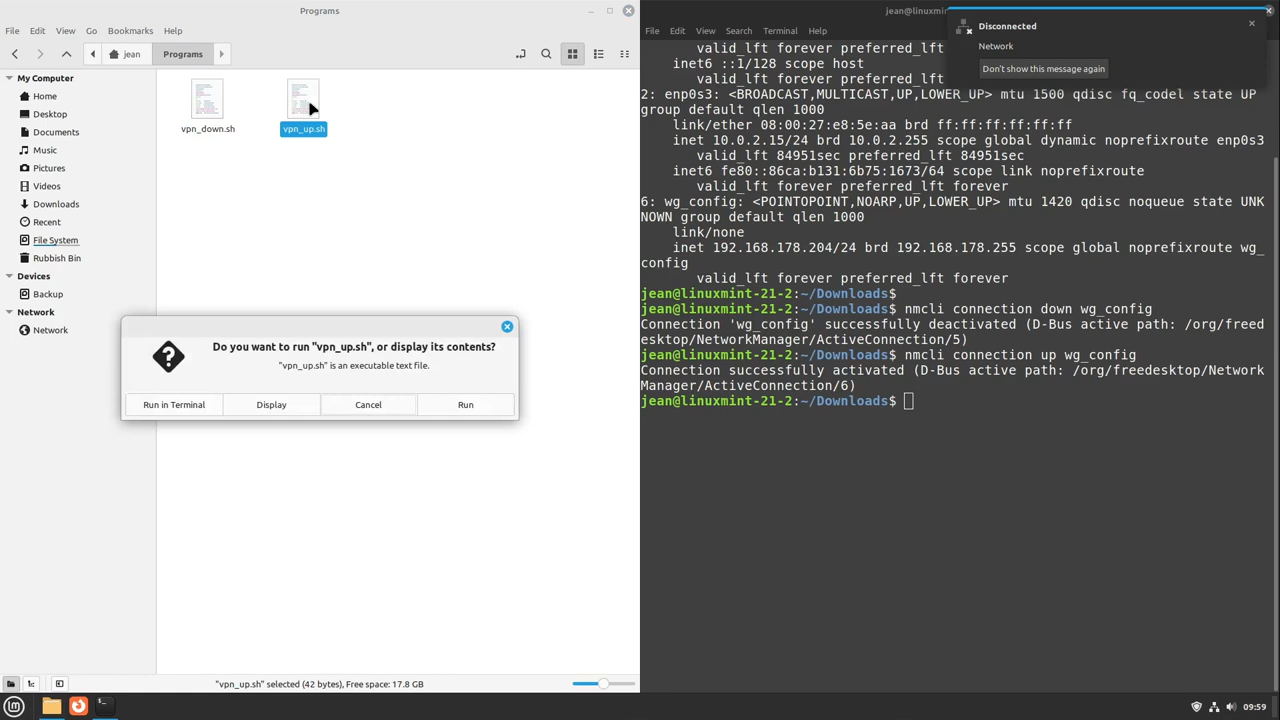 Programs
File Edit View Go Bookmarks Help
jean Programs
My Computer
Home
Desktop
Documents
Music
Pictures
Videos
Downloads
Recent
File System
Rubbish Bin
Devices
Backup
Network
Network
vpn_down.sh vpn_up.sh
Do you want to run "vpn_up.sh", or display its contents?
"vpn_up.sh" is an executable text file.
Run in Terminal Display Cancel Run
"vpn_up.sh" selected (42 bytes), Free space: 17.8 GB
jean@linuxmin
File Edit View Search Terminal Help
Disconnected
Network
Don't show this message again
valid_lft forever preferred_lft forever
inet6 ::1/128 scope host
valid_lft forever preferred_lft forever
2: enp0s3: <BROADCAST,MULTICAST,UP,LOWER_UP> mtu 1500 qdisc fq_codel state UP
group default qlen 1000
link/ether 08:00:27:e8:5e:aa brd ff:ff:ff:ff:ff:ff
inet 10.0.2.15/24 brd 10.0.2.255 scope global dynamic noprefixroute enp0s3
valid_lft 84951sec preferred_lft 84951sec
inet6 fe80::86ca:b131:6b75:1673/64 scope link noprefixroute
valid_lft forever preferred_lft forever
6: wg_config: <POINTOPOINT,NOARP,UP,LOWER_UP> mtu 1420 qdisc noqueue state UNK
NOWN group default qlen 1000
link/none
inet 192.168.178.204/24 brd 192.168.178.255 scope global noprefixroute wg_
config
valid_lft forever preferred_lft forever
jean@linuxmint-21-2:~/Downloads$
jean@linuxmint-21-2:~/Downloads$ nmcli connection down wg_config
Connection 'wg_config' successfully deactivated (D-Bus active path: /org/freed
esktop/NetworkManager/ActiveConnection/5)
jean@linuxmint-21-2:~/Downloads$ nmcli connection up wg_config
Connection successfully activated (D-Bus active path: /org/freedesktop/Network
Manager/ActiveConnection/6)
jean@linuxmint-21-2:~/Downloads$
09:59